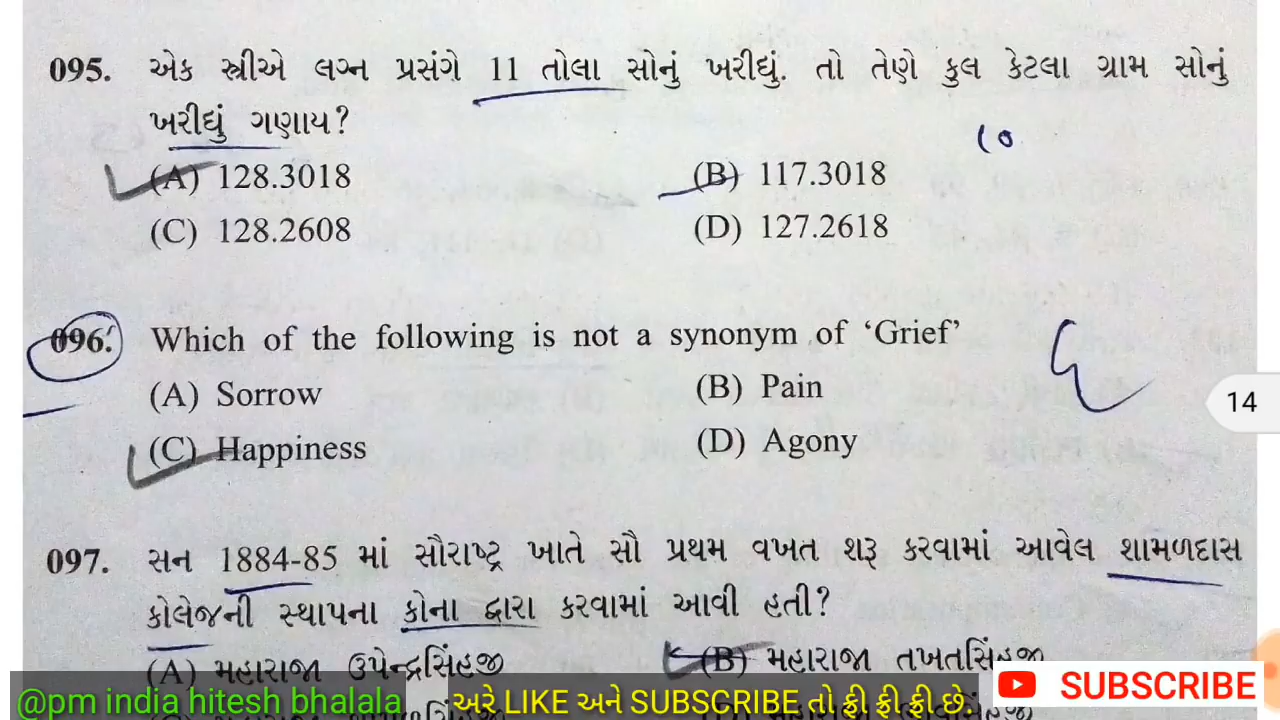 095. એક સ્ત્રીએ લગ્ન પ્રસંગે 11 તોલા સોનું ખરીદ્યું. તો તેણે કુલ કેટલા ગ્રામ સોનું
ખરીદ્યું ગણાય?
(A) 128.3018 (B) 117.3018
(C) 128.2608 (D) 127.2618
096. Which of the following is not a synonym of ‘Grief’
(A) Sorrow (B) Pain
(C) Happiness (D) Agony
14
097. સન 1884-85 માં સૌરાષ્ટ્ર ખાતે સૌ પ્રથમ વખત શરૂ કરવામાં આવેલ શામળદાસ
કોલેજની સ્થાપના કોના દ્વારા કરવામાં આવી હતી?
(A) મહારાજા ઉપેન્દ્રસિંહજી (B) મહારાજા તખતસિંહજી
@pm india hitesh bhalala અરે LIKE અને SUBSCRIBE તો ફ્રી ફ્રી ફ્રી છે.
SUBSCRIBE